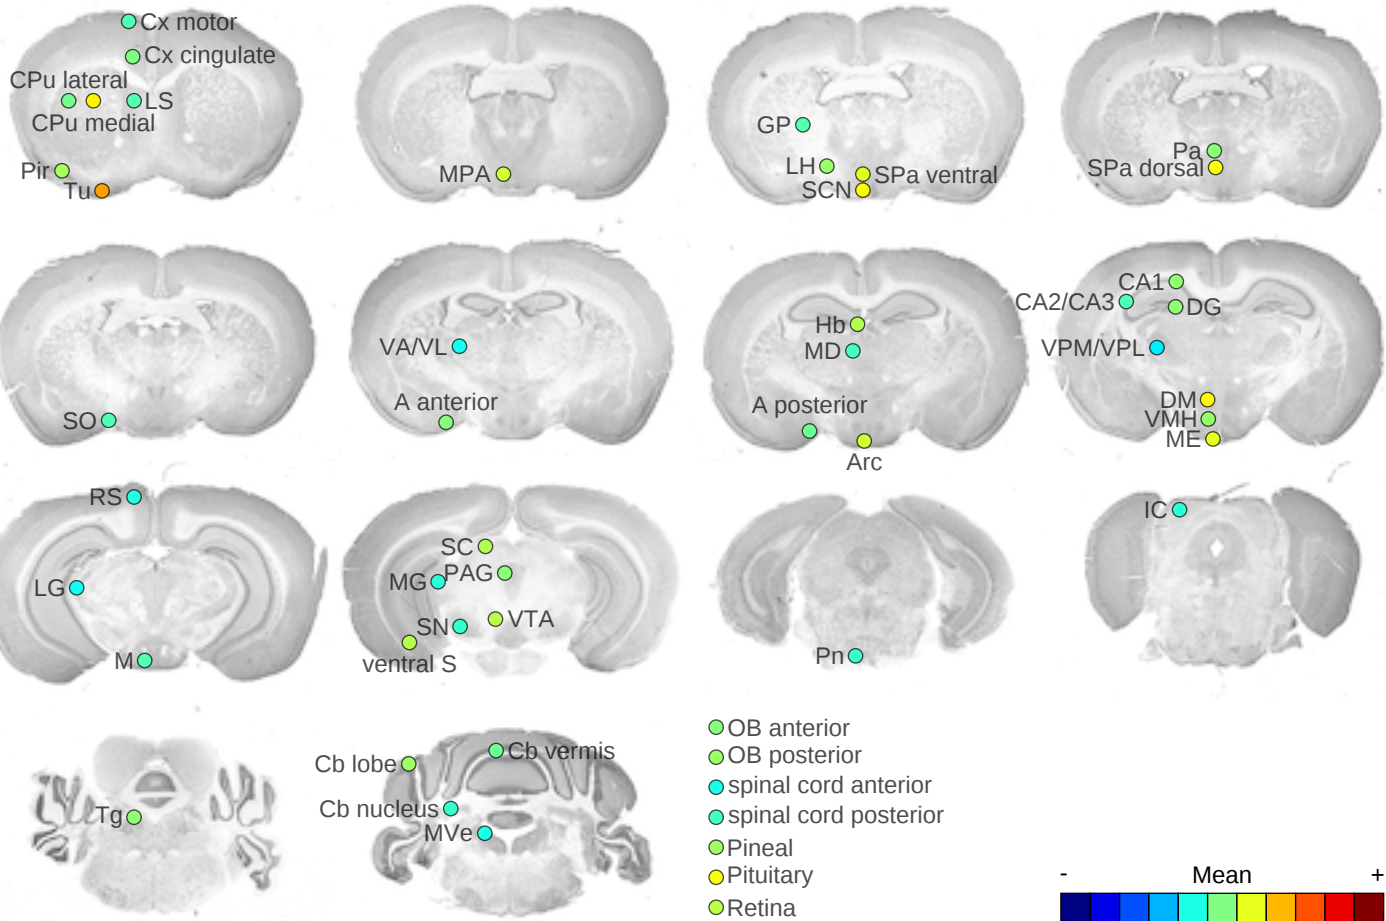 Cx motor
Cx cingulate
CPu lateral
LS
CPu medial
Pir
Tu
MPA
GP
LH
SPa ventral
SCN
Pa
SPa dorsal
SO
VA/VL
A anterior
Hb
MD
A posterior
Arc
CA1
CA2/CA3
DG
VPM/VPL
DM
VMH
ME
RS
LG
M
SC
MG
PAG
SN
VTA
ventral S
Pn
IC
Tg
Cb lobe
Cb vermis
Cb nucleus
MVe
OB anterior
OB posterior
spinal cord anterior
spinal cord posterior
Pineal
Pituitary
Retina
- Mean +